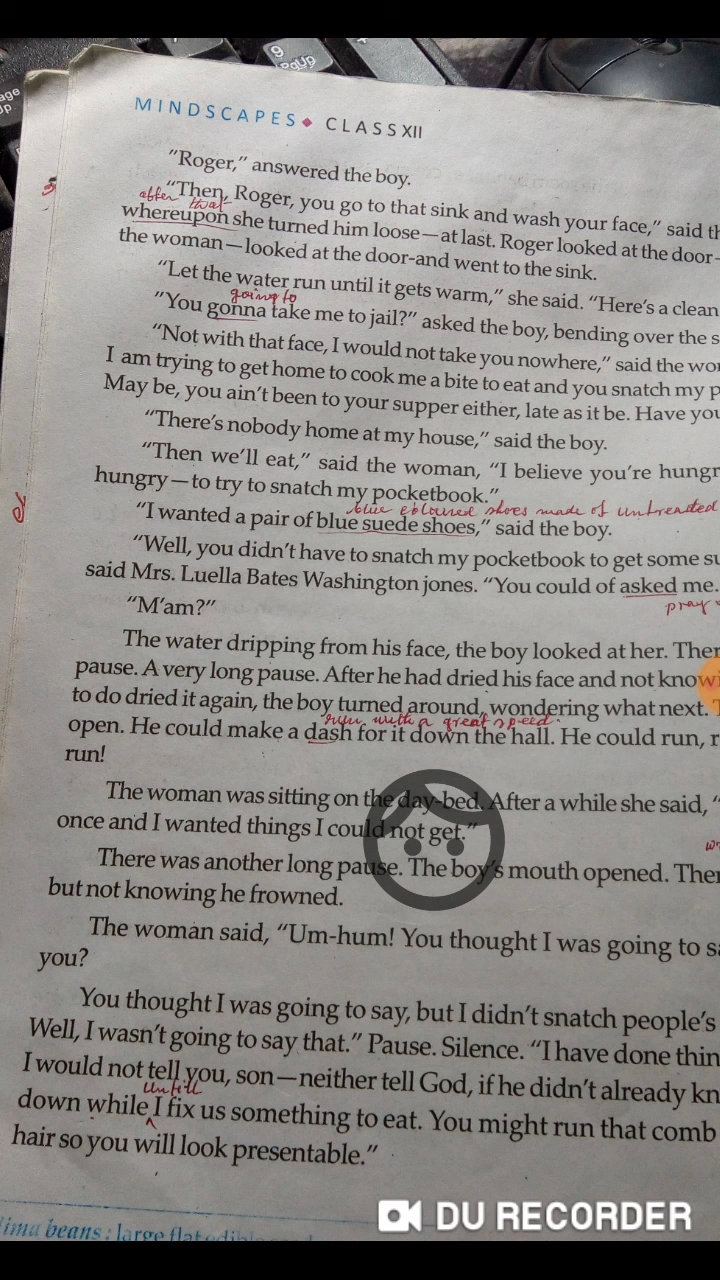 9
PgUp
MINDSCAPES◆ CLASS XII
"Roger," answered the boy.
"Then, Roger, you go to that sink and wash your face," said
after that
whereupon she turned him loose—at last. Roger looked at the door-
the woman—looked at the door-and went to the sink.
"Let the water run until it gets warm," she said. "Here's a clean
going to
"You gonna take me to jail?" asked the boy, bending over the
"Not with that face, I would not take you nowhere," said the
I am trying to get home to cook me a bite to eat and you snatch my
May be, you ain't been to your supper either, late as it be. Have
"There's nobody home at my house," said the boy.
"Then we'll eat," said the woman, "I believe you're
hungry—to try to snatch my pocketbook."
blue coloured shoes made of untreated
"I wanted a pair of blue suede shoes," said the boy.
"Well, you didn't have to snatch my pocketbook to get some
said Mrs. Luella Bates Washington jones. "You could of asked me.
pray
"M'am?"
The water dripping from his face, the boy looked at her.
pause. A very long pause. After he had dried his face and not
to do dried it again, the boy turned around, wondering what next.
run with a great speed.
open. He could make a dash for it down the hall. He could run,
run!
The woman was sitting on the day-bed. After a while she said, "
once and I wanted things I could not get."
There was another long pause. The boy's mouth opened.
but not knowing he frowned.
The woman said, "Um-hum! You thought I was going to
you?
You thought I was going to say, but I didn't snatch people's
Well, I wasn't going to say that." Pause. Silence. "I have done
I would not tell you, son—neither tell God, if he didn't already
untill
down while I fix us something to eat. You might run that comb
hair so you will look presentable."
lima beans : large flat edible
DU RECORDER